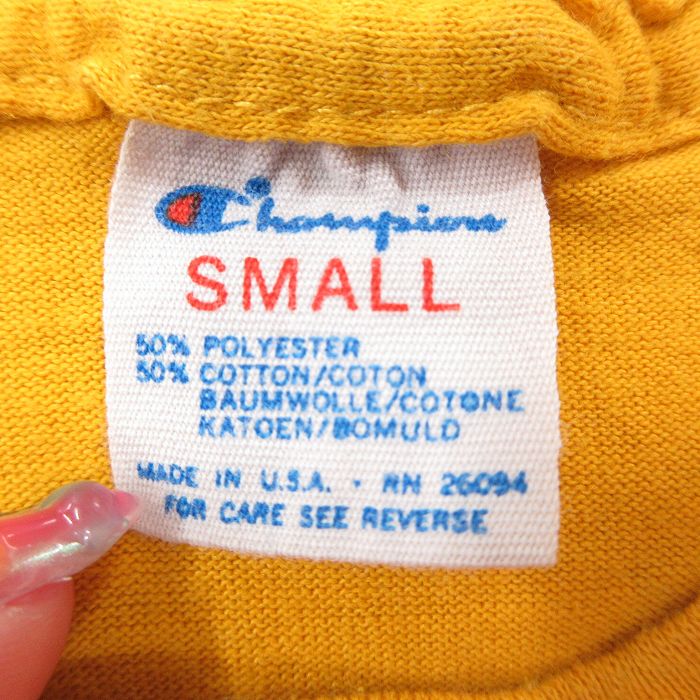 Champion
SMALL
50% POLYESTER
50% COTTON/COTON
BAUMWOLLE/COTONE
KATOEN/BOMULD
MADE IN U.S.A. · RN 26094
FOR CARE SEE REVERSE